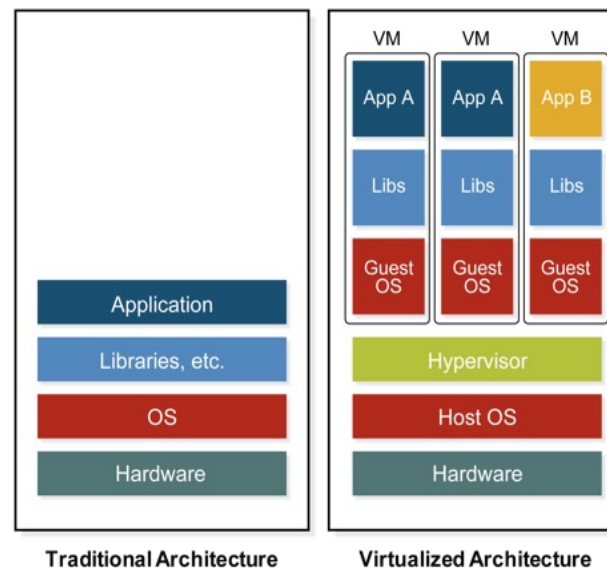 VM VM VM
App A App A App B
Libs Libs Libs
Guest Guest Guest
OS OS OS
Application
Libraries, etc.
OS
Hardware
Hypervisor
Host OS
Hardware
Traditional Architecture
Virtualized Architecture